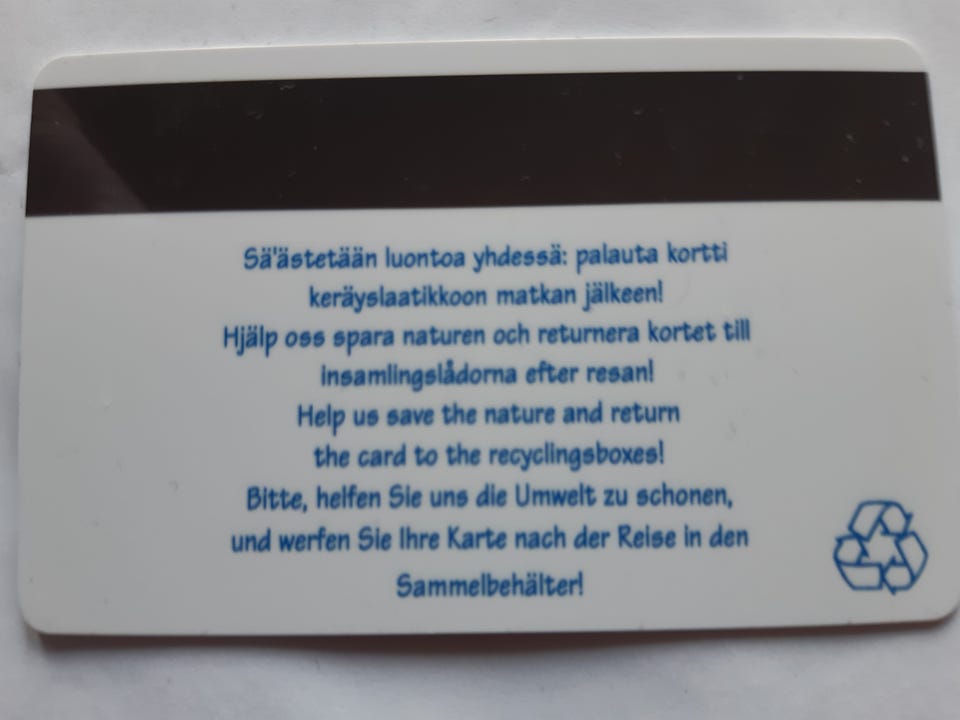 Sä'ästetään luontoa yhdessä: palauta kortti
keräyslaatikkoon matkan jälkeen!
Hjälp oss spara naturen och returnera kortet till
insamlingslådorna efter resan!
Help us save the nature and return
the card to the recyclingsboxes!
Bitte, helfen Sie uns die Umwelt zu schonen,
und werfen Sie Ihre Karte nach der Reise in den
Sammelbehälter!